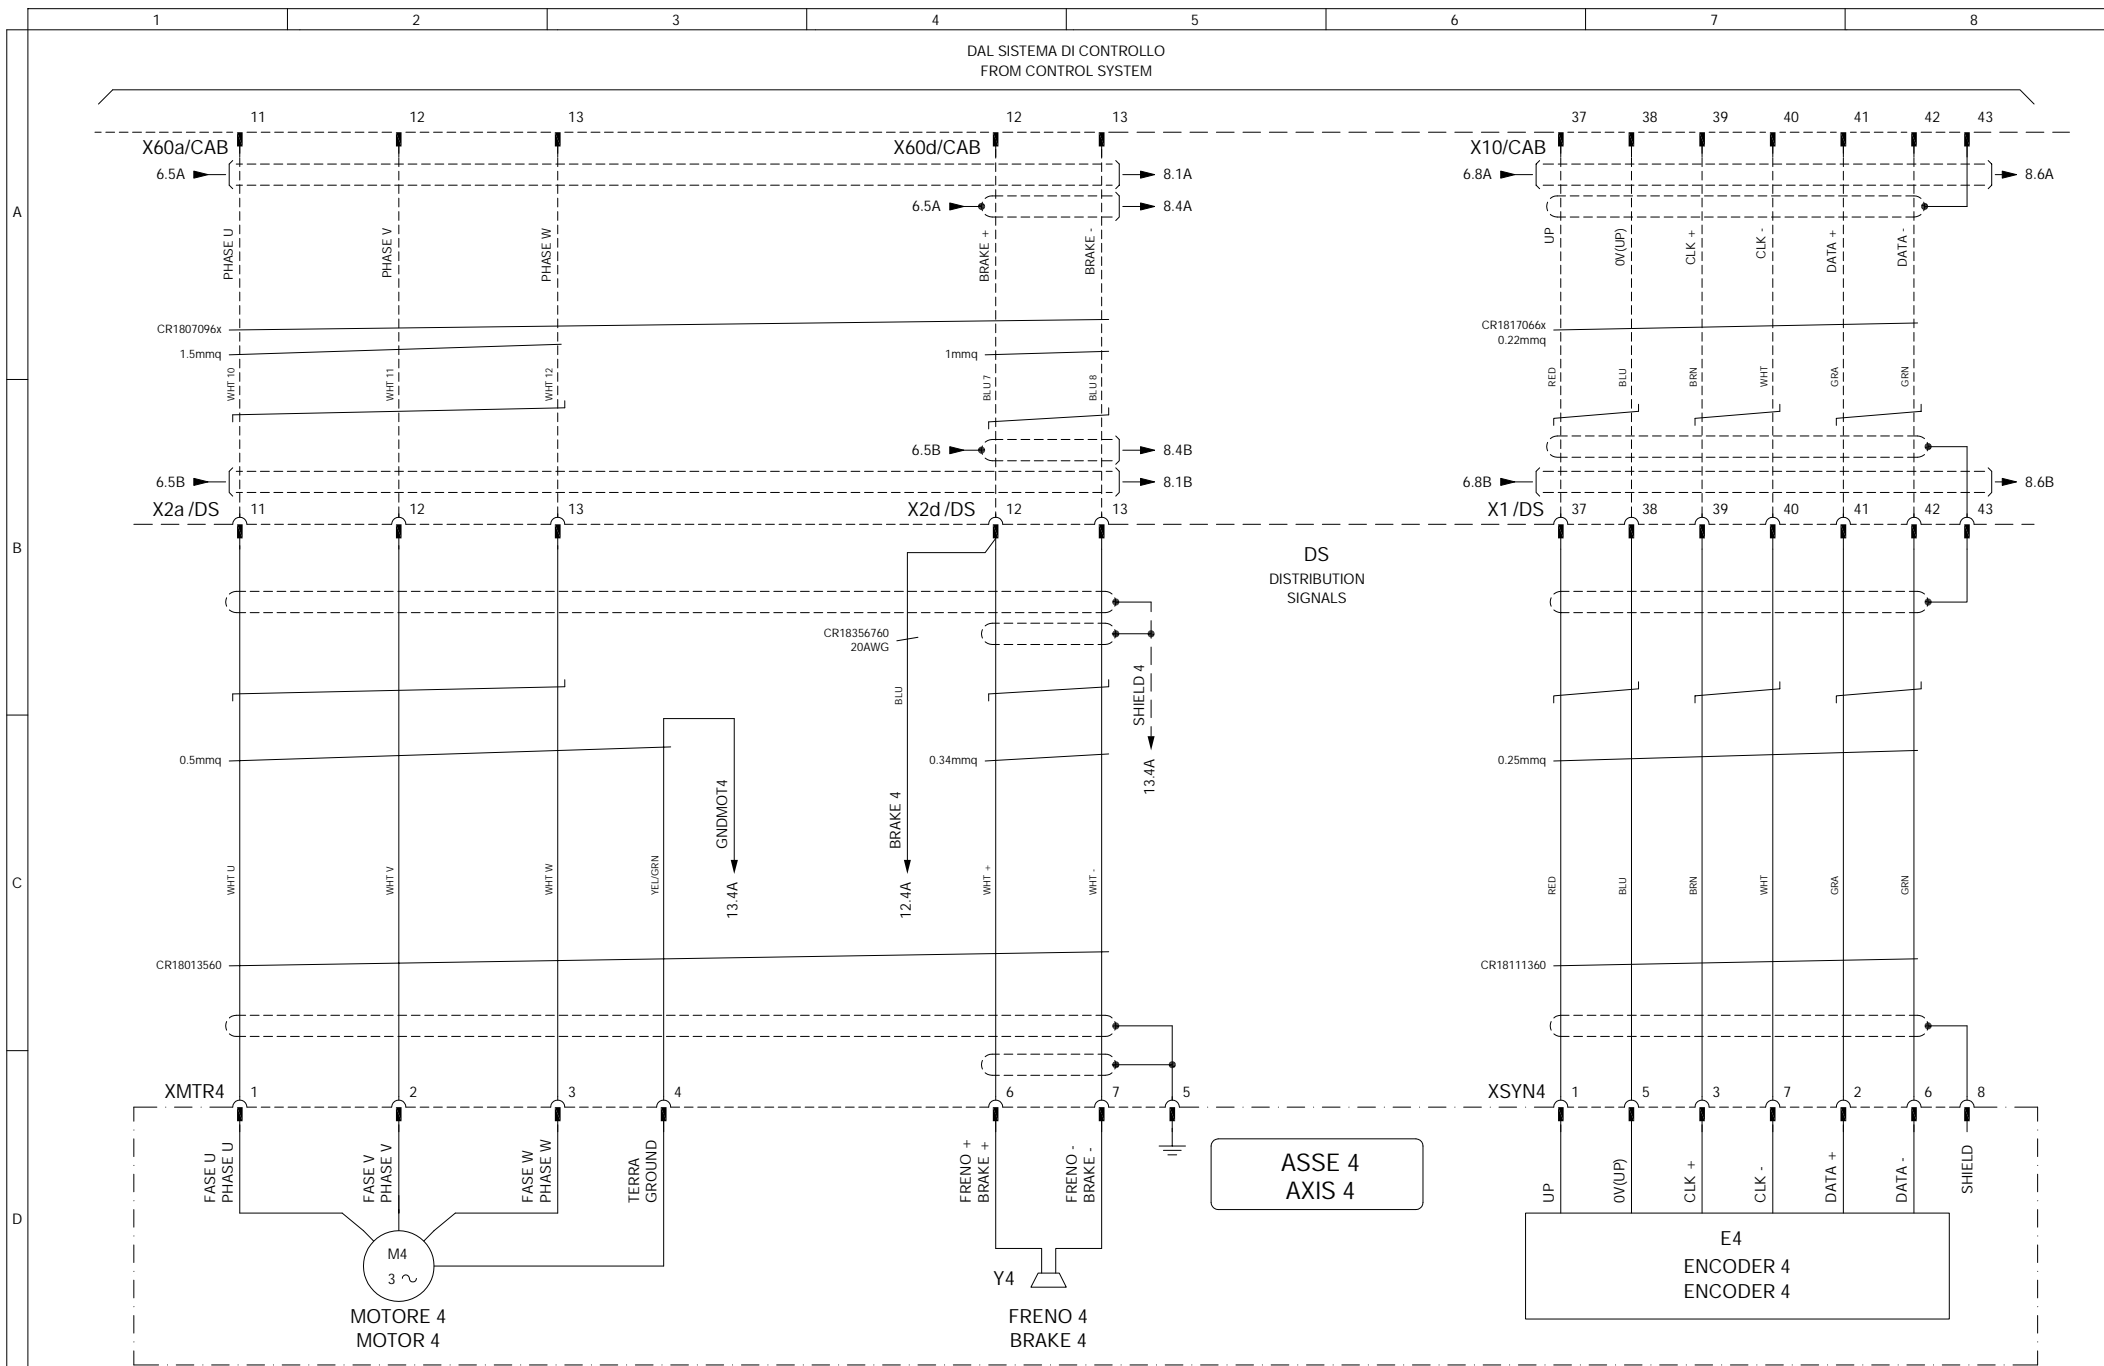 1 2 3 4 5 6 7 8
DAL SISTEMA DI CONTROLLO
FROM CONTROL SYSTEM
11 12 13 12 13 37 38 39 40 41 42 43
X60a/CAB X60d/CAB X10/CAB
6.5A 8.1A 6.8A 8.6A
6.5A 8.4A
A
PHASE U PHASE V PHASE W BRAKE + BRAKE - UP 0V(UP) CLK + CLK - DATA + DATA -
CR1807096x CR1817066x
1.5mmq 1mmq 0.22mmq
WHT 10 WHT 11 WHT 12 BLU 7 BLU 8 RED BLU BRN WHT GRA GRN
6.5B 8.4B
6.5B 8.1B 6.8B 8.6B
X2a /DS 11 12 13 X2d /DS 12 13 X1 /DS 37 38 39 40 41 42 43
B
DS
DISTRIBUTION
SIGNALS
CR18356760
20AWG
BLU
SHIELD 4
0.5mmq 0.34mmq 0.25mmq
13.4A
GNDMOT4
BRAKE 4
C
WHT U WHT V WHT W YEL/GRN 13.4A 12.4A WHT + WHT - RED BLU BRN WHT GRA GRN
CR18013560 CR18111360
XMTR4 1 2 3 4 6 7 5 XSYN4 1 5 3 7 2 6 8
FASE U
PHASE U
FASE V
PHASE V
FASE W
PHASE W
TERRA
GROUND
FRENO +
BRAKE +
FRENO -
BRAKE -
ASSE 4
AXIS 4
UP 0V(UP) CLK + CLK - DATA + DATA - SHIELD
D
M4
3 ~
Y4
E4
ENCODER 4
ENCODER 4
MOTORE 4
MOTOR 4
FRENO 4
BRAKE 4